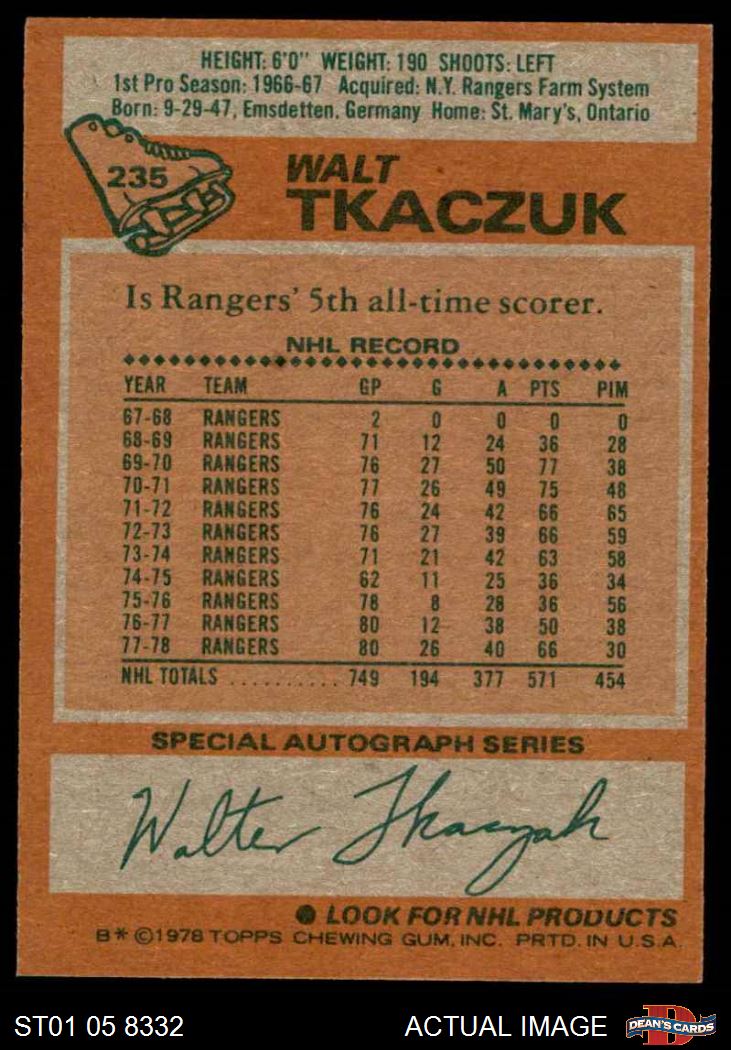 HEIGHT: 6'0" WEIGHT: 190 SHOOTS: LEFT
1st Pro Season: 1966-67 Acquired: N.Y. Rangers Farm System
Born: 9-29-47, Emsdetten, Germany Home: St. Mary's, Ontario
235
WALT
TKACZUK
Is Rangers' 5th all-time scorer.
NHL RECORD
YEAR TEAM GP G A PTS PIM
67-68 RANGERS 2 0 0 0 0
68-69 RANGERS 71 12 24 36 28
69-70 RANGERS 76 27 50 77 38
70-71 RANGERS 77 26 49 75 48
71-72 RANGERS 76 24 42 66 65
72-73 RANGERS 76 27 39 66 59
73-74 RANGERS 71 21 42 63 58
74-75 RANGERS 62 11 25 36 34
75-76 RANGERS 78 8 28 36 56
76-77 RANGERS 80 12 38 50 38
77-78 RANGERS 80 26 40 66 30
NHL TOTALS .......... 749 194 377 571 454
SPECIAL AUTOGRAPH SERIES
Walter Tkaczuk
● LOOK FOR NHL PRODUCTS
B* ©1978 TOPPS CHEWING GUM, INC. PRTD. IN U.S.A.
ST01 05 8332 ACTUAL IMAGE DEAN'S CARDS